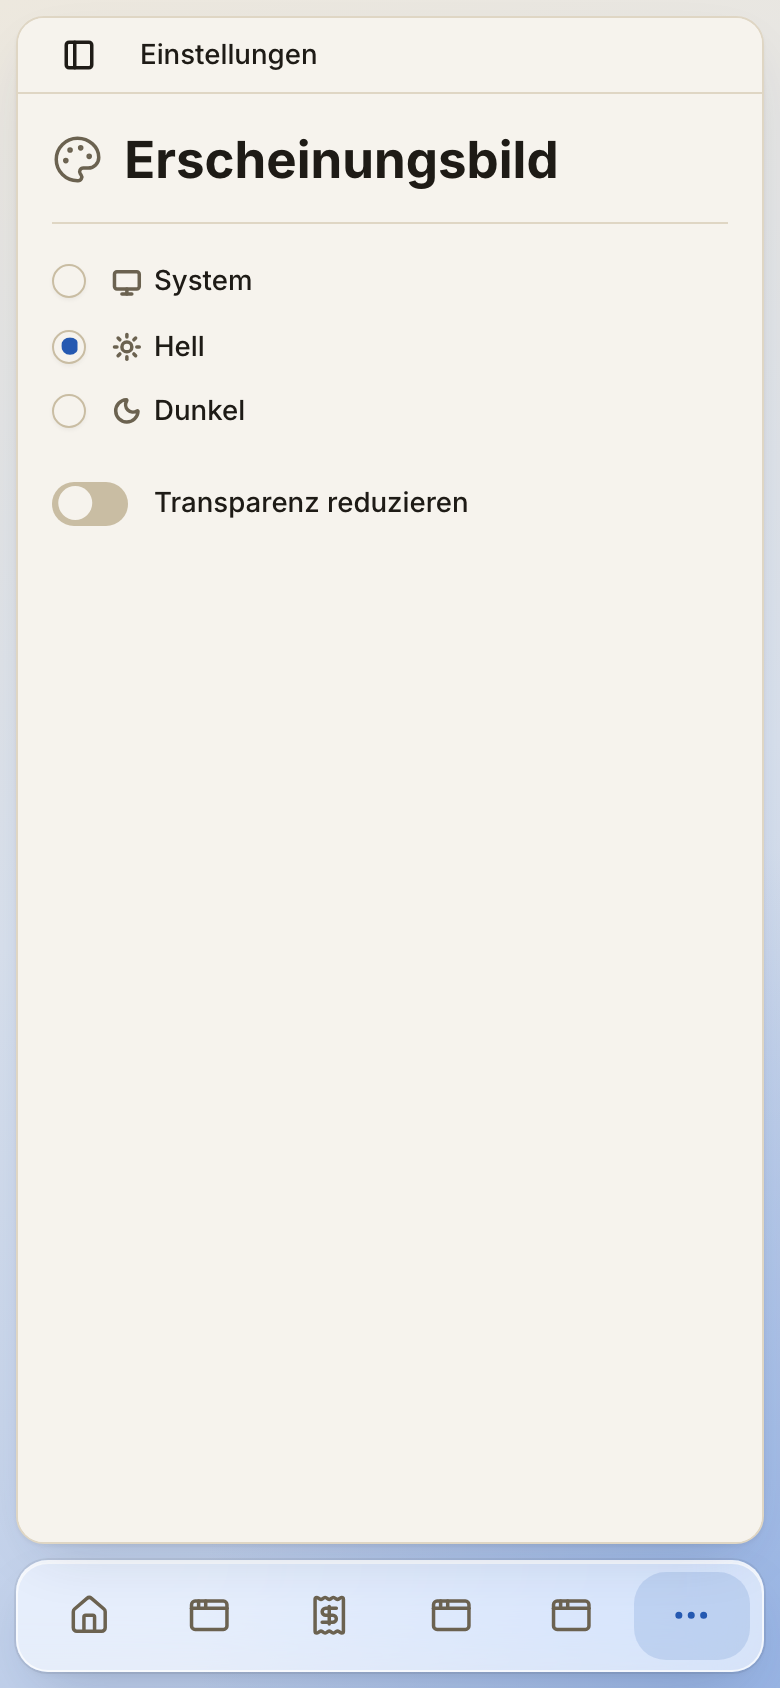 Einstellungen
Erscheinungsbild
System
Hell
Dunkel
Transparenz reduzieren